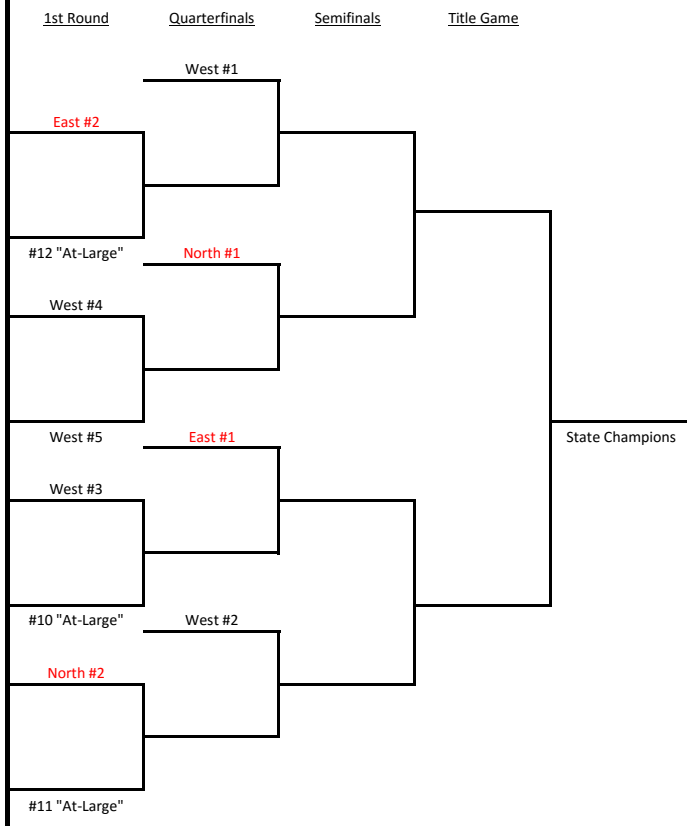 1st Round
Quarterfinals
Semifinals
Title Game
West #1
East #2
#12 "At-Large"
North #1
West #4
West #5
East #1
State Champions
West #3
#10 "At-Large"
West #2
North #2
#11 "At-Large"